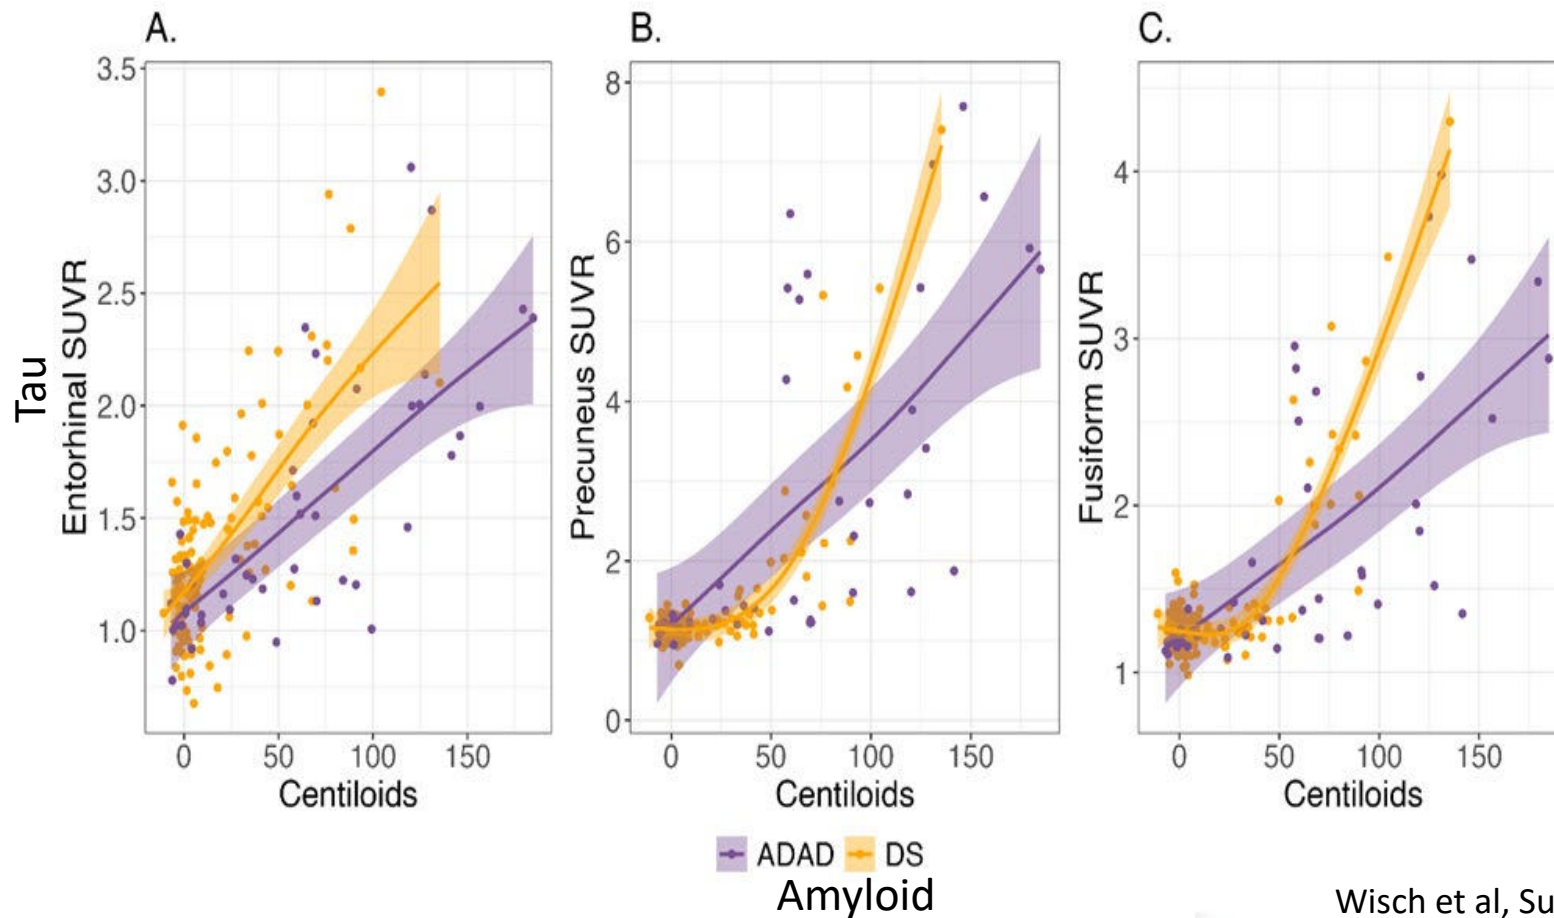 A.
B.
C.
3.5
3.0
2.5
2.0
1.5
1.0
Tau
Entorhinal SUVR
0 50 100 150
Centiloids
8
6
4
2
0
Precuneus SUVR
0 50 100 150
Centiloids
4
3
2
1
Fusiform SUVR
0 50 100 150
Centiloids
ADAD DS
Amyloid
Wisch et al, Su